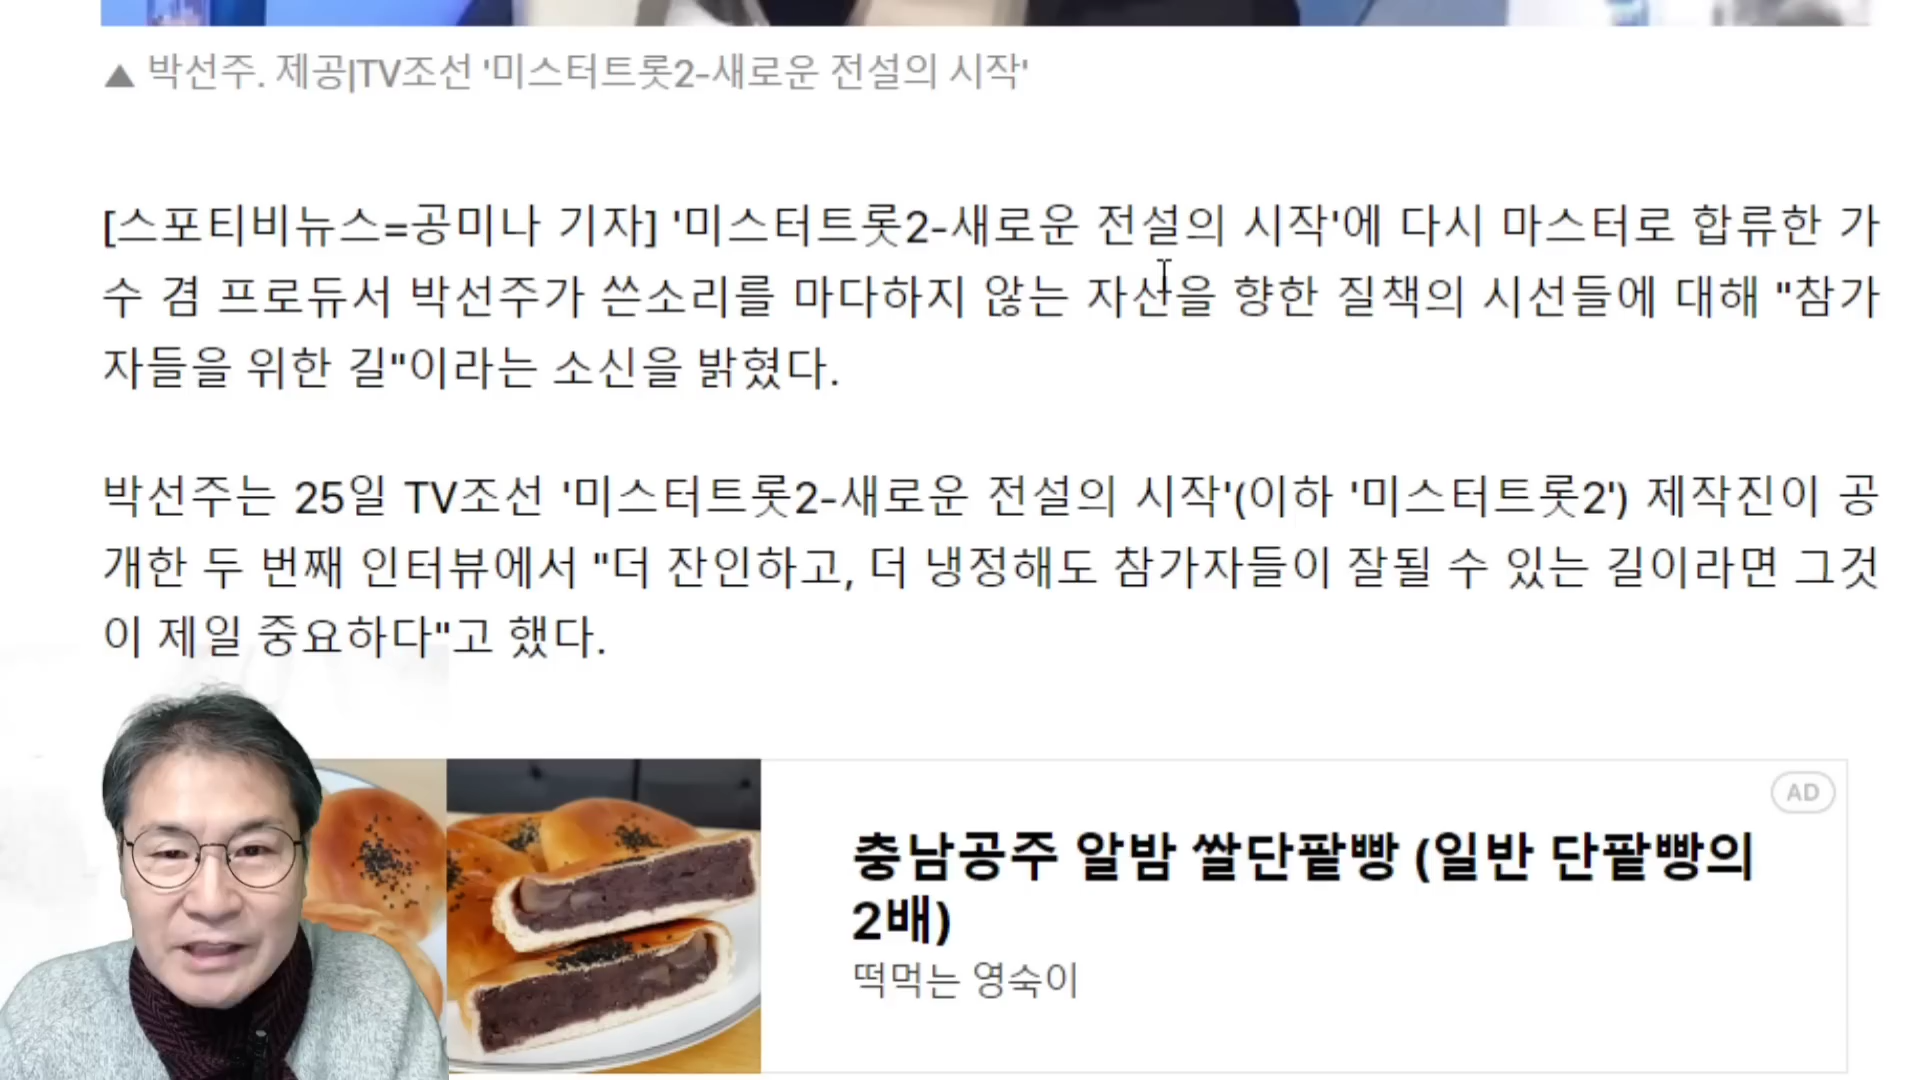 ▲ 박선주. 제공|TV조선 '미스터트롯2-새로운 전설의 시작'
[스포티비뉴스=공미나 기자] '미스터트롯2-새로운 전설의 시작'에 다시 마스터로 합류한 가
수 겸 프로듀서 박선주가 쓴소리를 마다하지 않는 자신을 향한 질책의 시선들에 대해 "참가
자들을 위한 길"이라는 소신을 밝혔다.
박선주는 25일 TV조선 '미스터트롯2-새로운 전설의 시작'(이하 '미스터트롯2') 제작진이 공
개한 두 번째 인터뷰에서 "더 잔인하고, 더 냉정해도 참가자들이 잘될 수 있는 길이라면 그것
이 제일 중요하다"고 했다.
AD
충남공주 알밤 쌀단팥빵 (일반 단팥빵의
2배)
떡먹는 영숙이